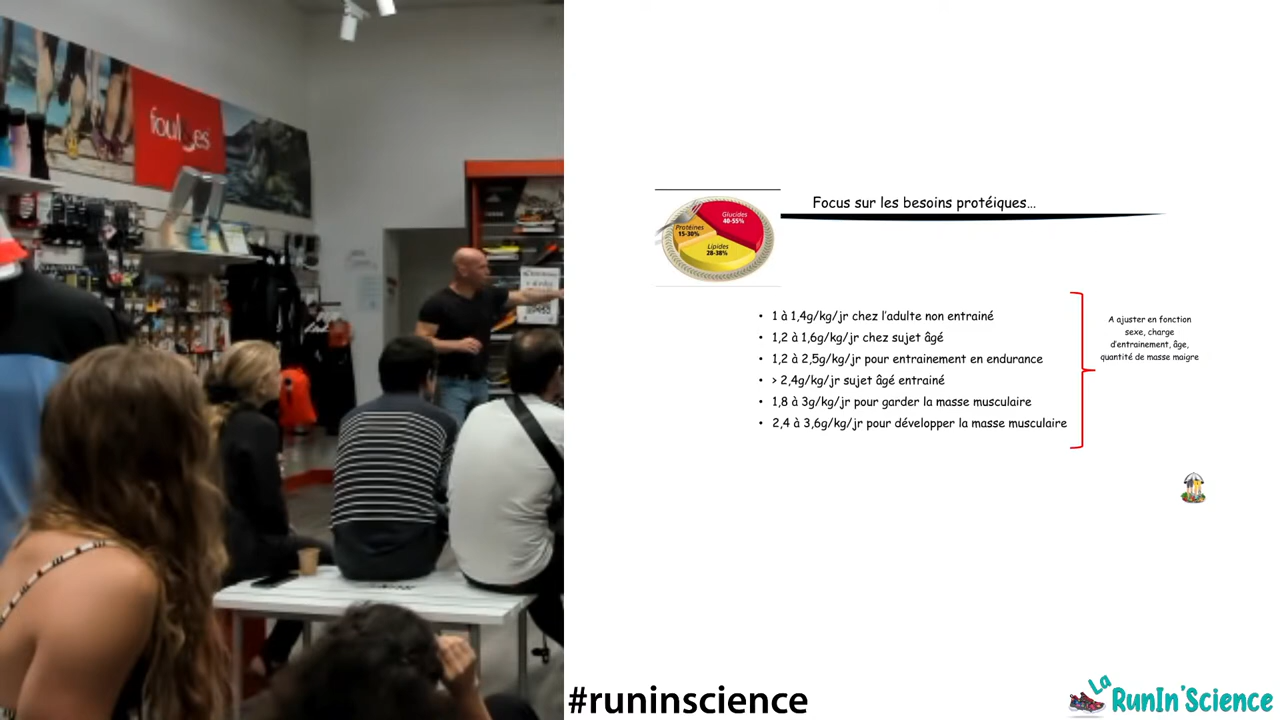 foulées
Focus sur les besoins protéiques...
Glucides
40-55%
Protéines
15-30%
Lipides
28-38%
• 1 à 1,4g/kg/jr chez l'adulte non entrainé
• 1,2 à 1,6g/kg/jr chez sujet âgé
• 1,2 à 2,5g/kg/jr pour entrainement en endurance
• > 2,4g/kg/jr sujet âgé entrainé
• 1,8 à 3g/kg/jr pour garder la masse musculaire
• 2,4 à 3,6g/kg/jr pour développer la masse musculaire
A ajuster en fonction
sexe, charge
d'entrainement, âge,
quantité de masse maigre
#runinscience
La
RunIn'Science